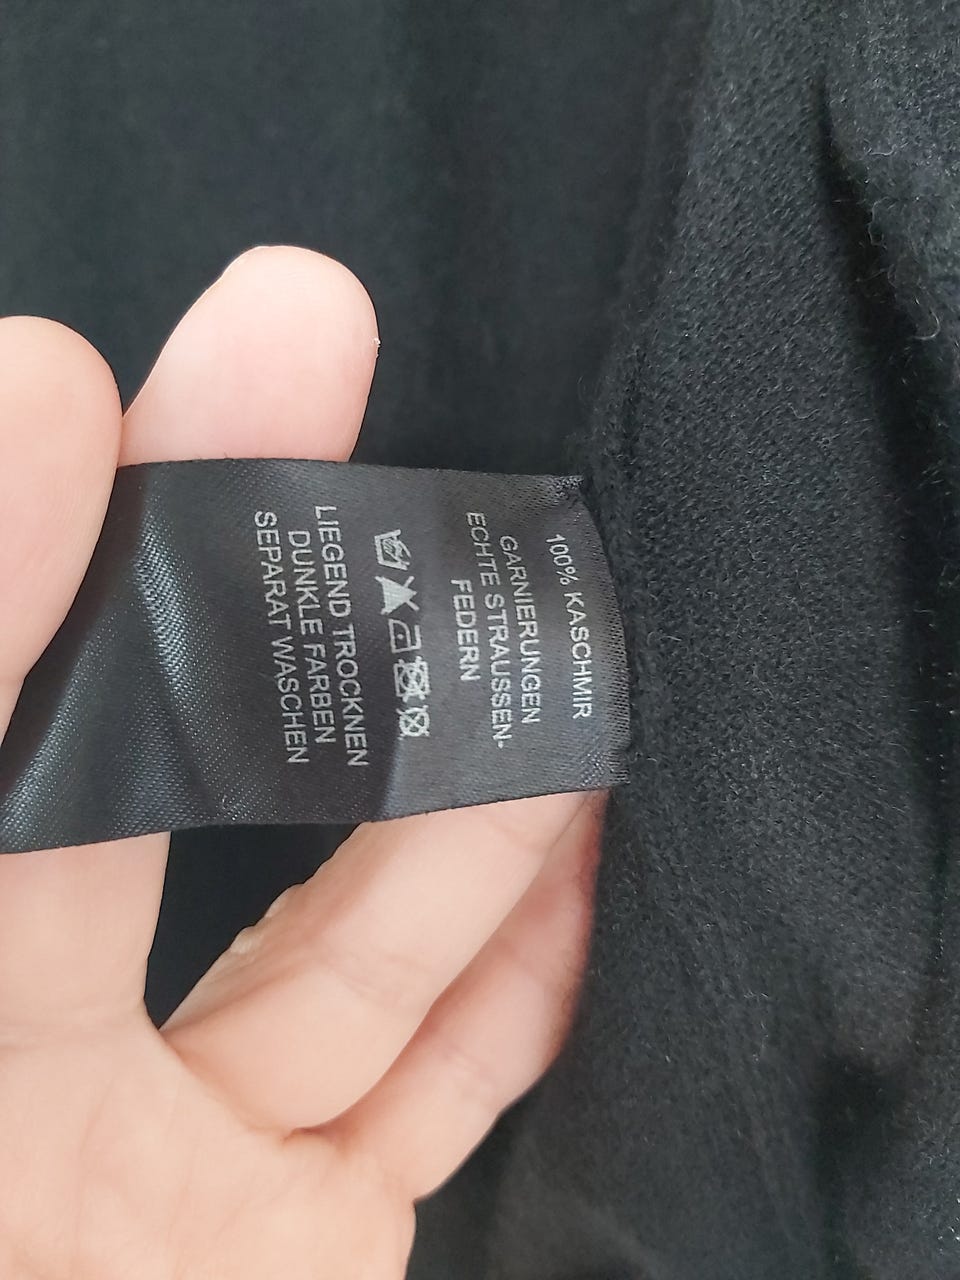 100% KASCHMIR
GARNIERUNGEN
ECHTE STRAUSSEN-
FEDERN
LIEGEND TROCKNEN
DUNKLE FARBEN
SEPARAT WASCHEN